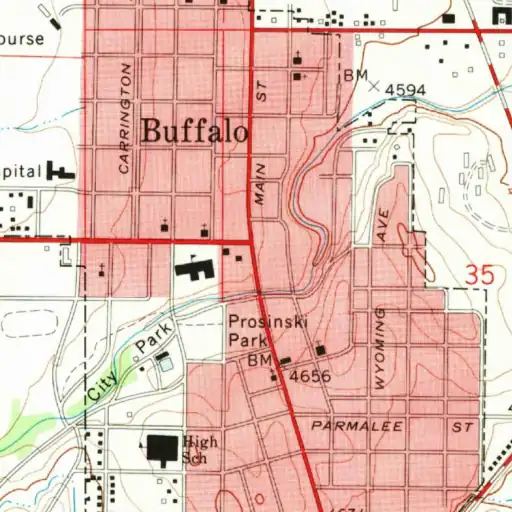 ourse
CARRINGTON
ST
BM
4594
Buffalo
pital
MAIN
AVE
35
WYOMING
Prosinski
Park
City Park
BM
4656
PARMALEE ST
High
Sch